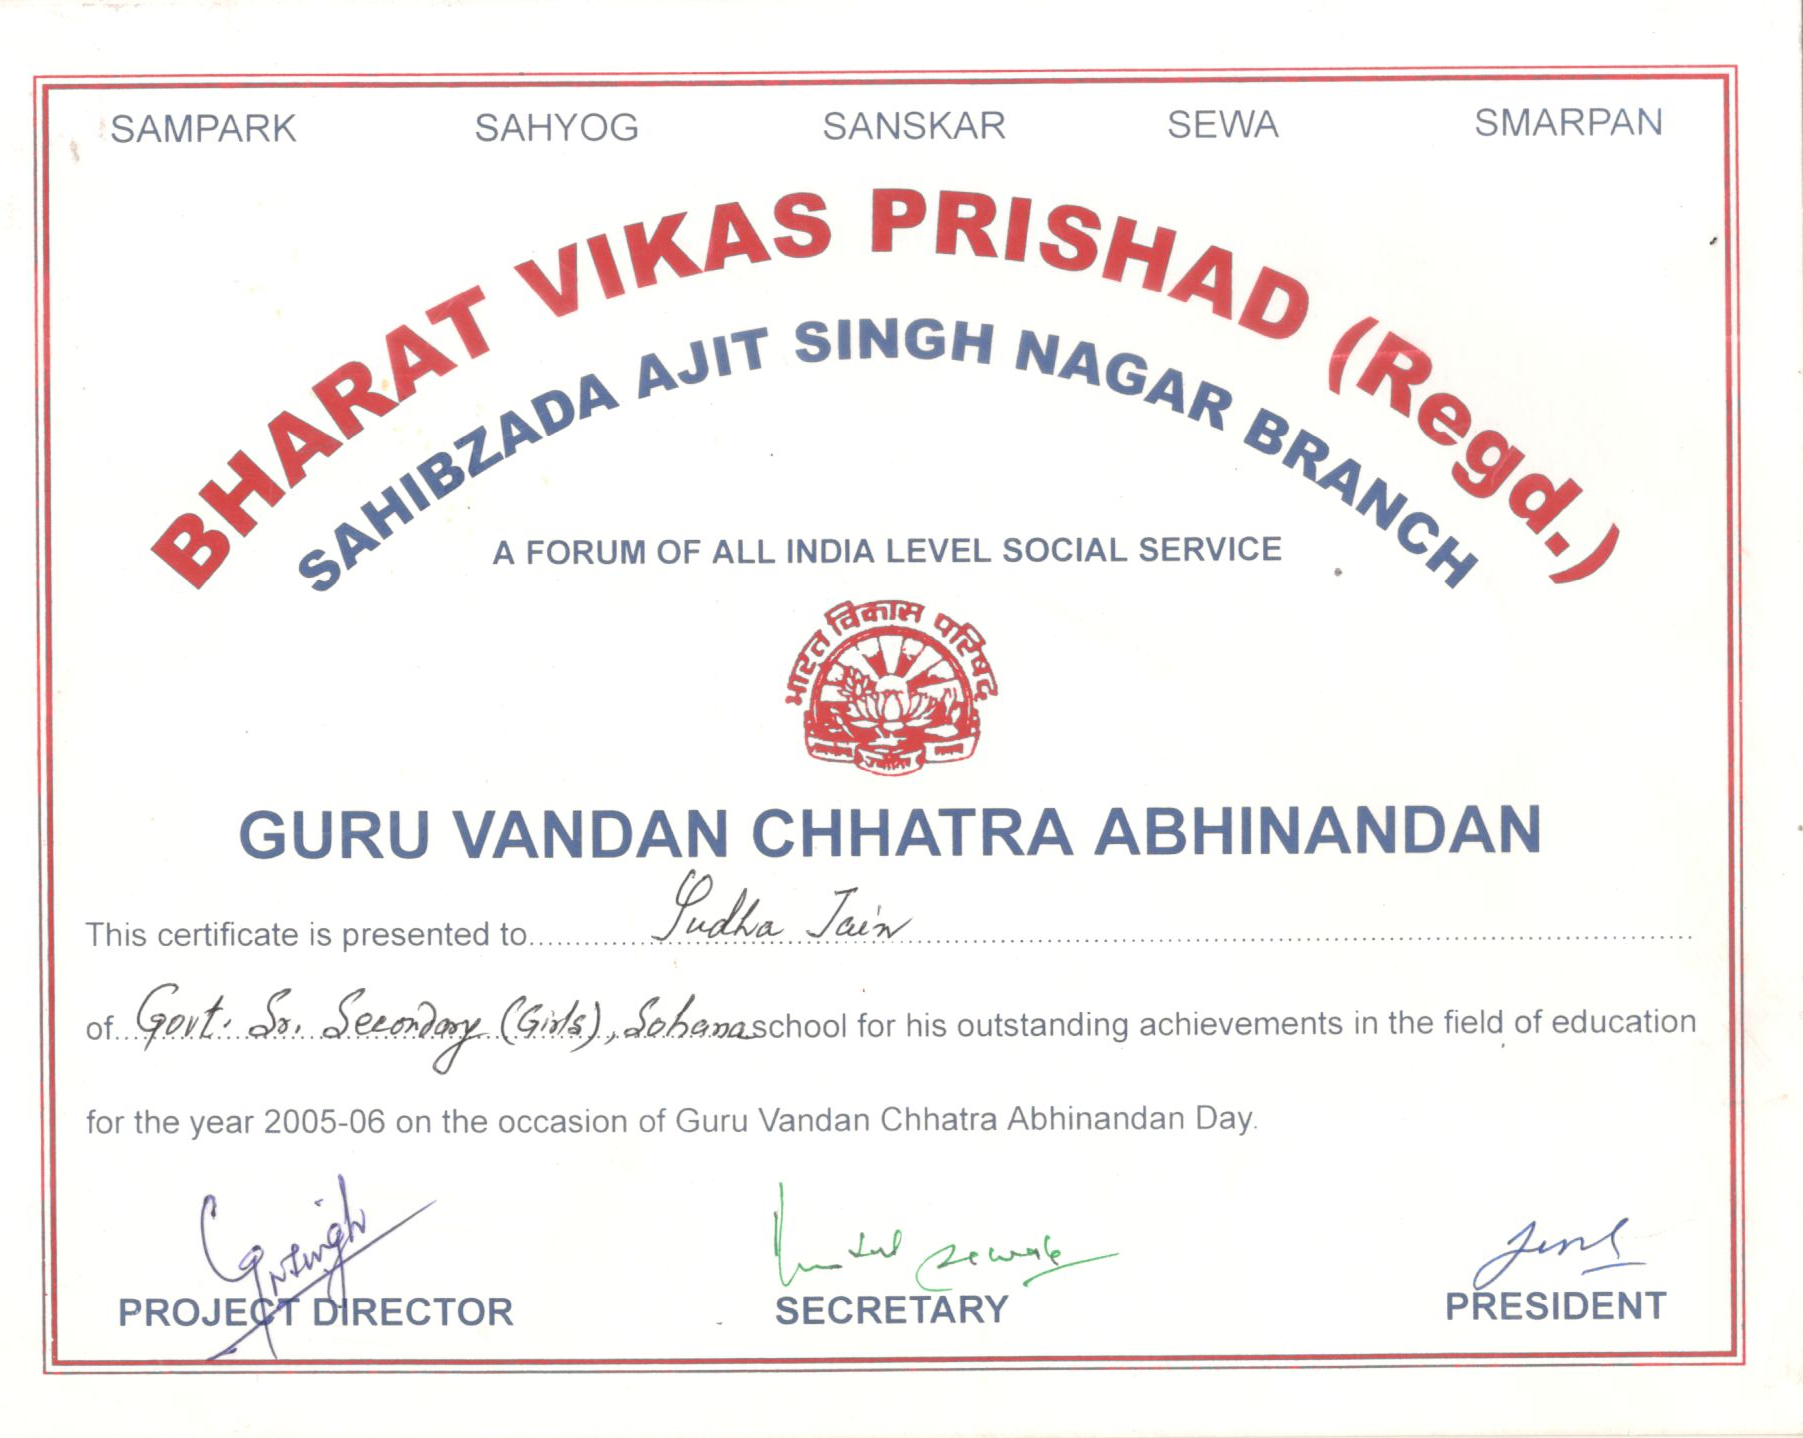 SAMPARK SAHYOG SANSKAR SEWA SMARPAN
BHARAT VIKAS PRISHAD (Regd.)
SAHIBZADA AJIT SINGH NAGAR BRANCH
A FORUM OF ALL INDIA LEVEL SOCIAL SERVICE
भारत विकास परिषद
GURU VANDAN CHHATRA ABHINANDAN
This certificate is presented to Sudha Jain
of Govt. Sr. Secondary (Girls), Sohana school for his outstanding achievements in the field of education
for the year 2005-06 on the occasion of Guru Vandan Chhatra Abhinandan Day.
PROJECT DIRECTOR SECRETARY PRESIDENT